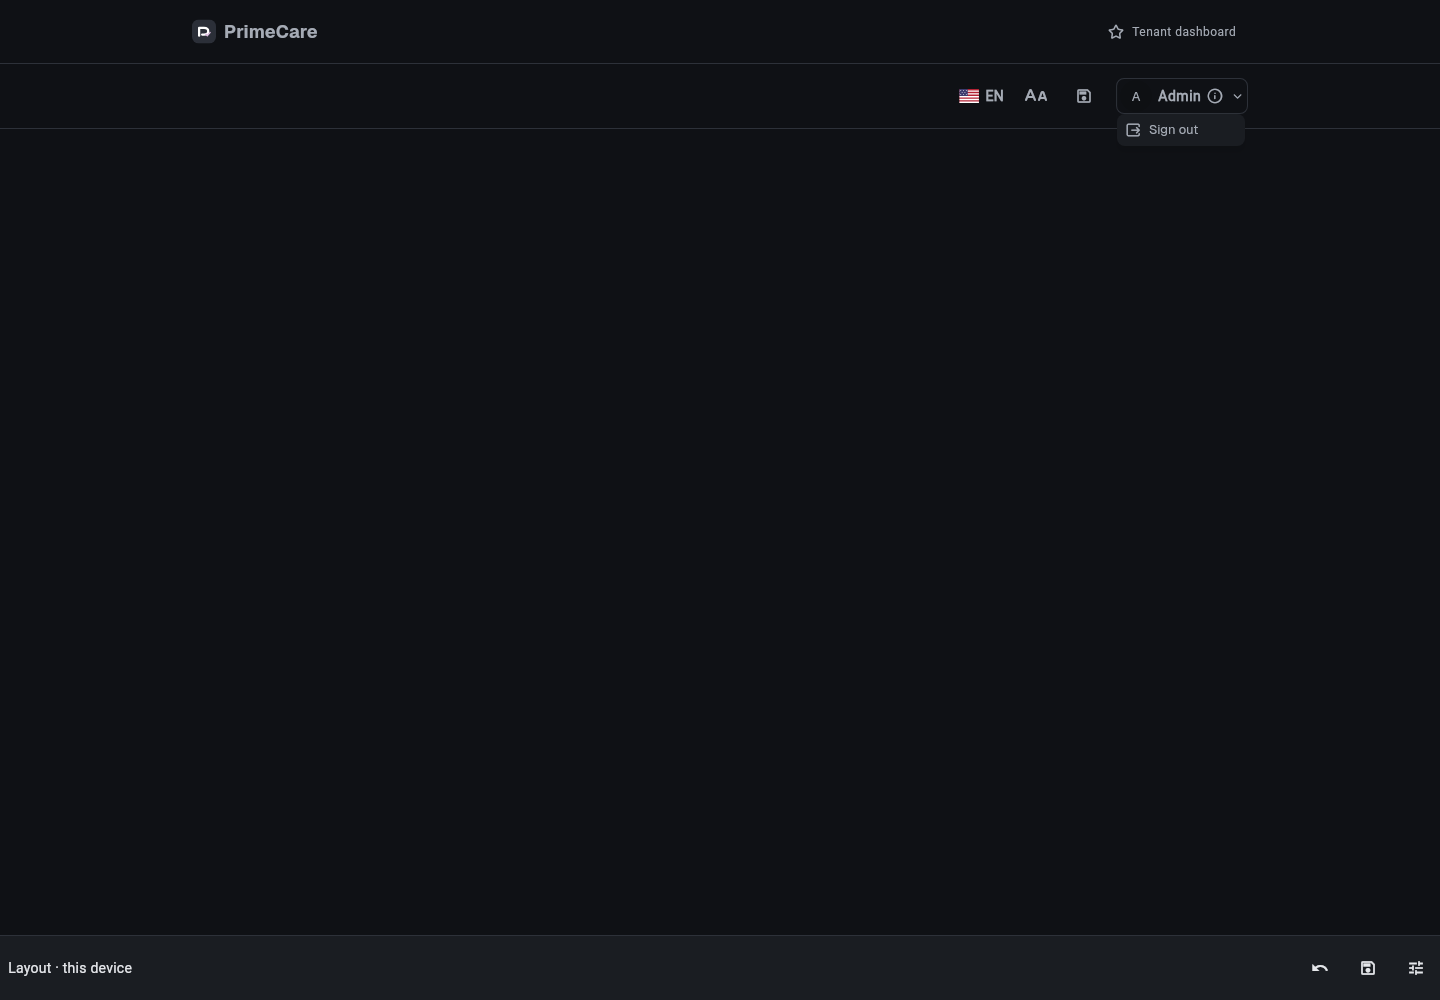 PrimeCare
Tenant dashboard
EN
AA
A Admin
Sign out
Layout · this device